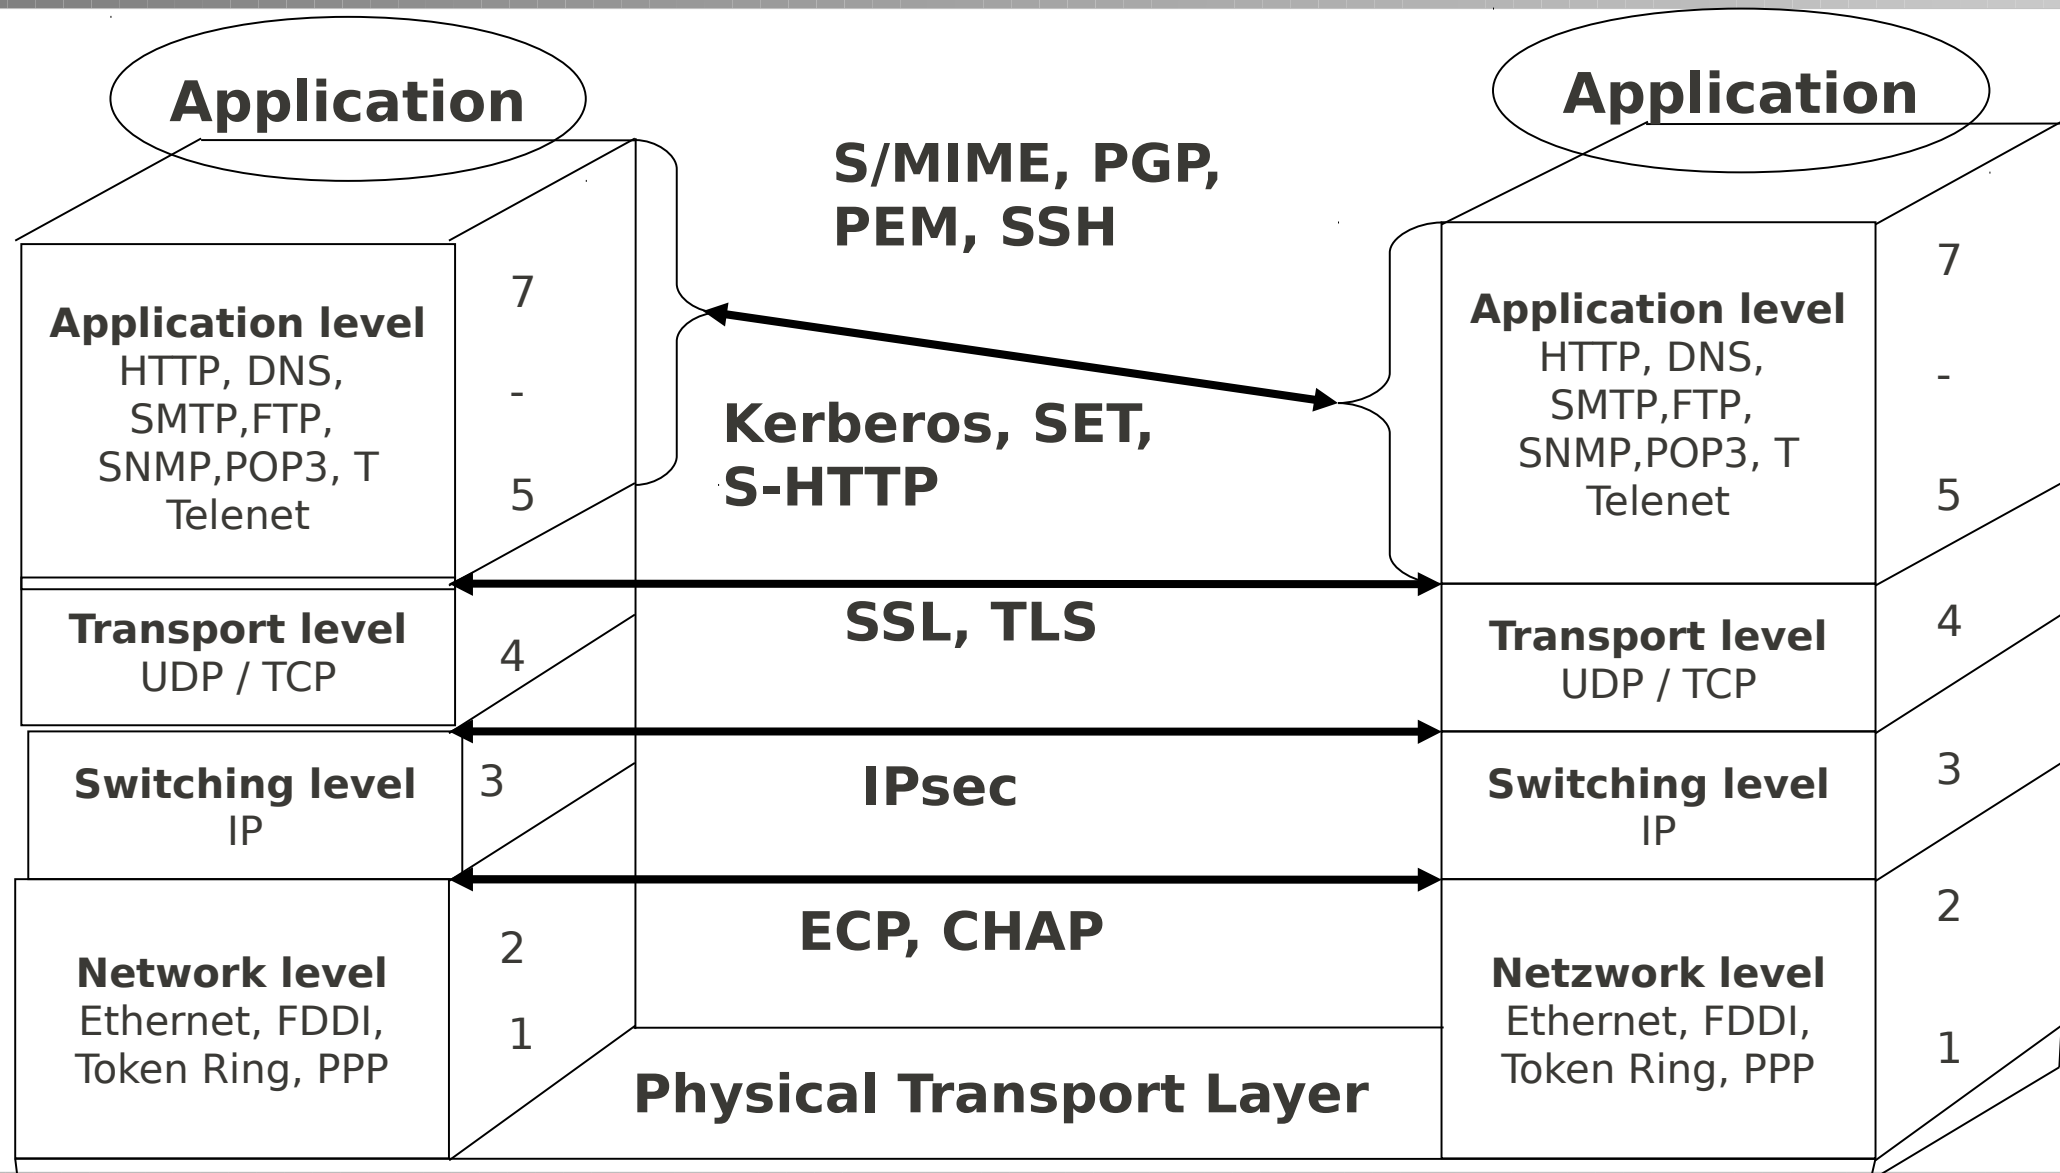 Application
Application
S/MIME, PGP,
PEM, SSH
Application level
HTTP, DNS,
SMTP,FTP,
SNMP,POP3, T
Telenet
7
-
5
Kerberos, SET,
S-HTTP
Application level
HTTP, DNS,
SMTP,FTP,
SNMP,POP3, T
Telenet
7
-
5
Transport level
UDP / TCP
4
SSL, TLS
Transport level
UDP / TCP
4
Switching level
IP
3
IPsec
Switching level
IP
3
Network level
Ethernet, FDDI,
Token Ring, PPP
2
1
ECP, CHAP
Netzwork level
Ethernet, FDDI,
Token Ring, PPP
2
1
Physical Transport Layer